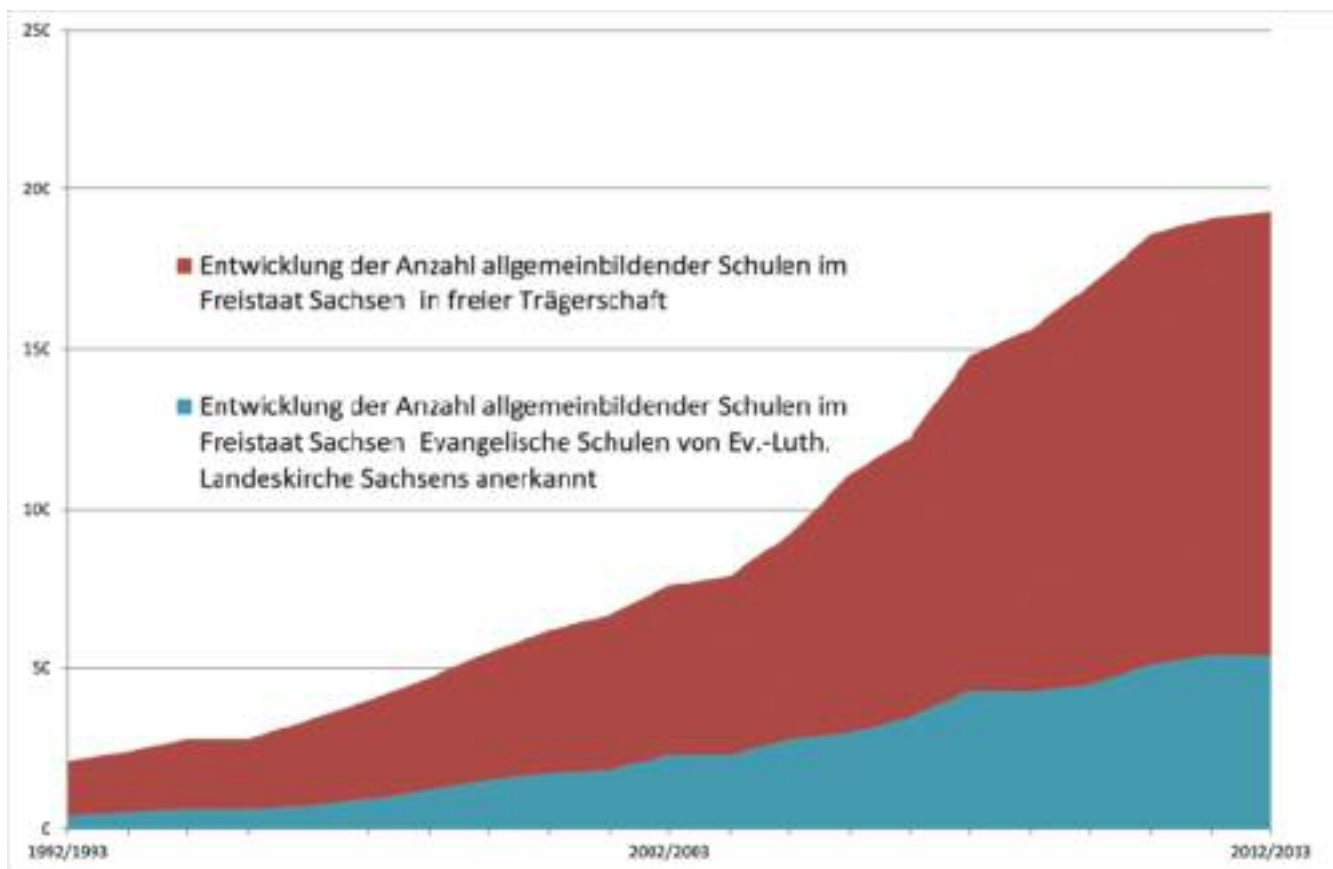 250
200
150
100
50
0
Entwicklung der Anzahl allgemeinbildender Schulen im
Freistaat Sachsen in freier Trägerschaft
Entwicklung der Anzahl allgemeinbildender Schulen im
Freistaat Sachsen Evangelische Schulen von Ev.-Luth.
Landeskirche Sachsens anerkannt
1992/1993 2002/2003 2012/2013